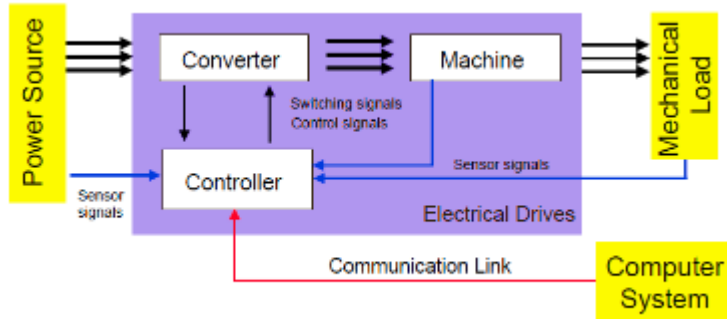 Power Source
Converter
Machine
Mechanical
Load
Switching signals
Control signals
Controller
Sensor signals
Sensor
signals
Electrical Drives
Communication Link
Computer
System